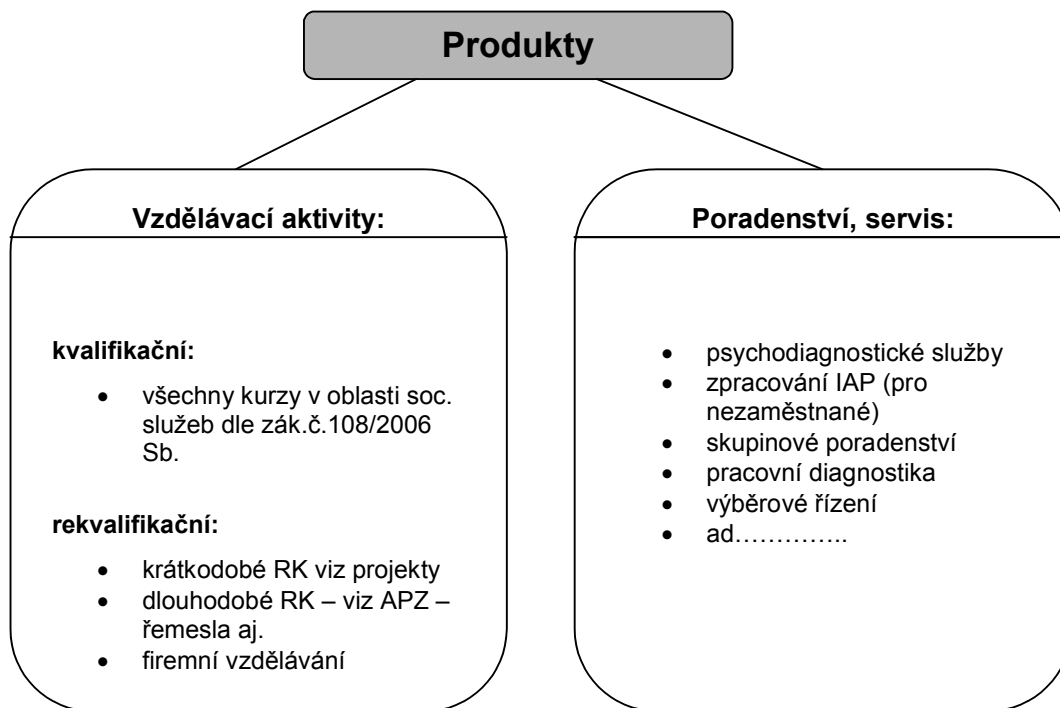 Produkty
Vzdělávací aktivity:
kvalifikační:
• všechny kurzy v oblasti soc.
služeb dle zák.č.108/2006
Sb.
rekvalifikační:
• krátkodobé RK viz projekty
• dlouhodobé RK – viz APZ –
řemesla aj.
• firemní vzdělávání
Poradenství, servis:
• psychodiagnostické služby
• zpracování IAP (pro
nezaměstnané)
• skupinové poradenství
• pracovní diagnostika
• výběrové řízení
• ad…………..